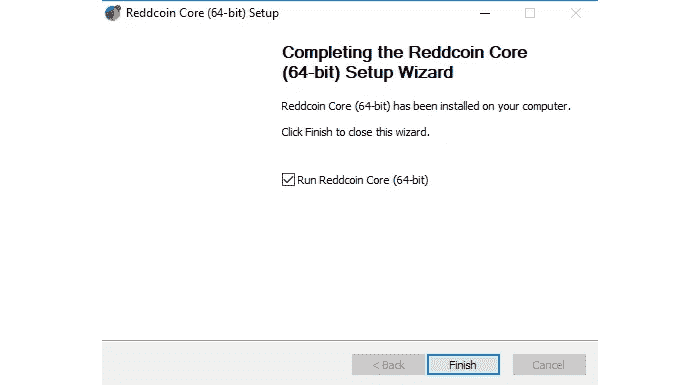 Reddcoin Core (64-bit) Setup
Completing the Reddcoin Core
(64-bit) Setup Wizard
Reddcoin Core (64-bit) has been installed on your computer.
Click Finish to close this wizard.
Run Reddcoin Core (64-bit)
< Back
Finish
Cancel